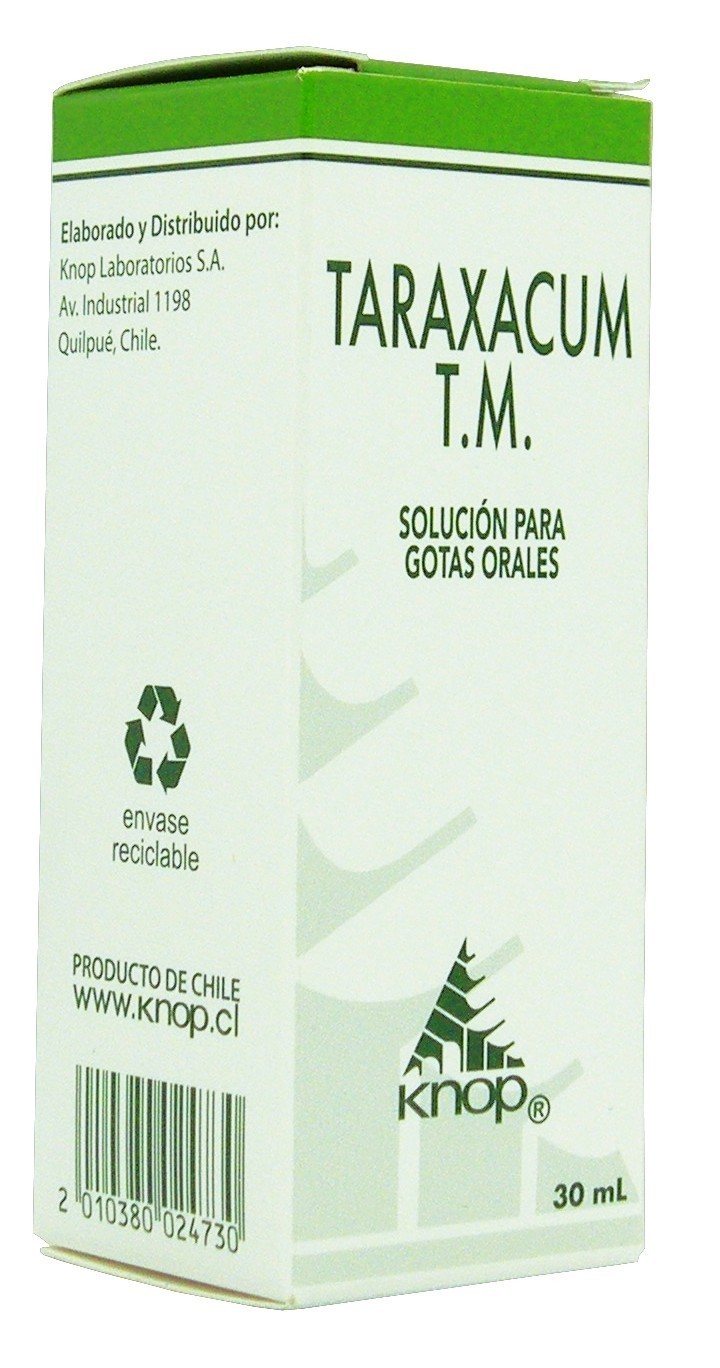 Elaborado y Distribuido por:
Knop Laboratorios S.A.
Av. Industrial 1198
Quilpué, Chile.
envase
reciclable
PRODUCTO DE CHILE
www.knop.cl
2 010380 024730
TARAXACUM
T.M.
SOLUCIÓN PARA
GOTAS ORALES
knop®
30 mL